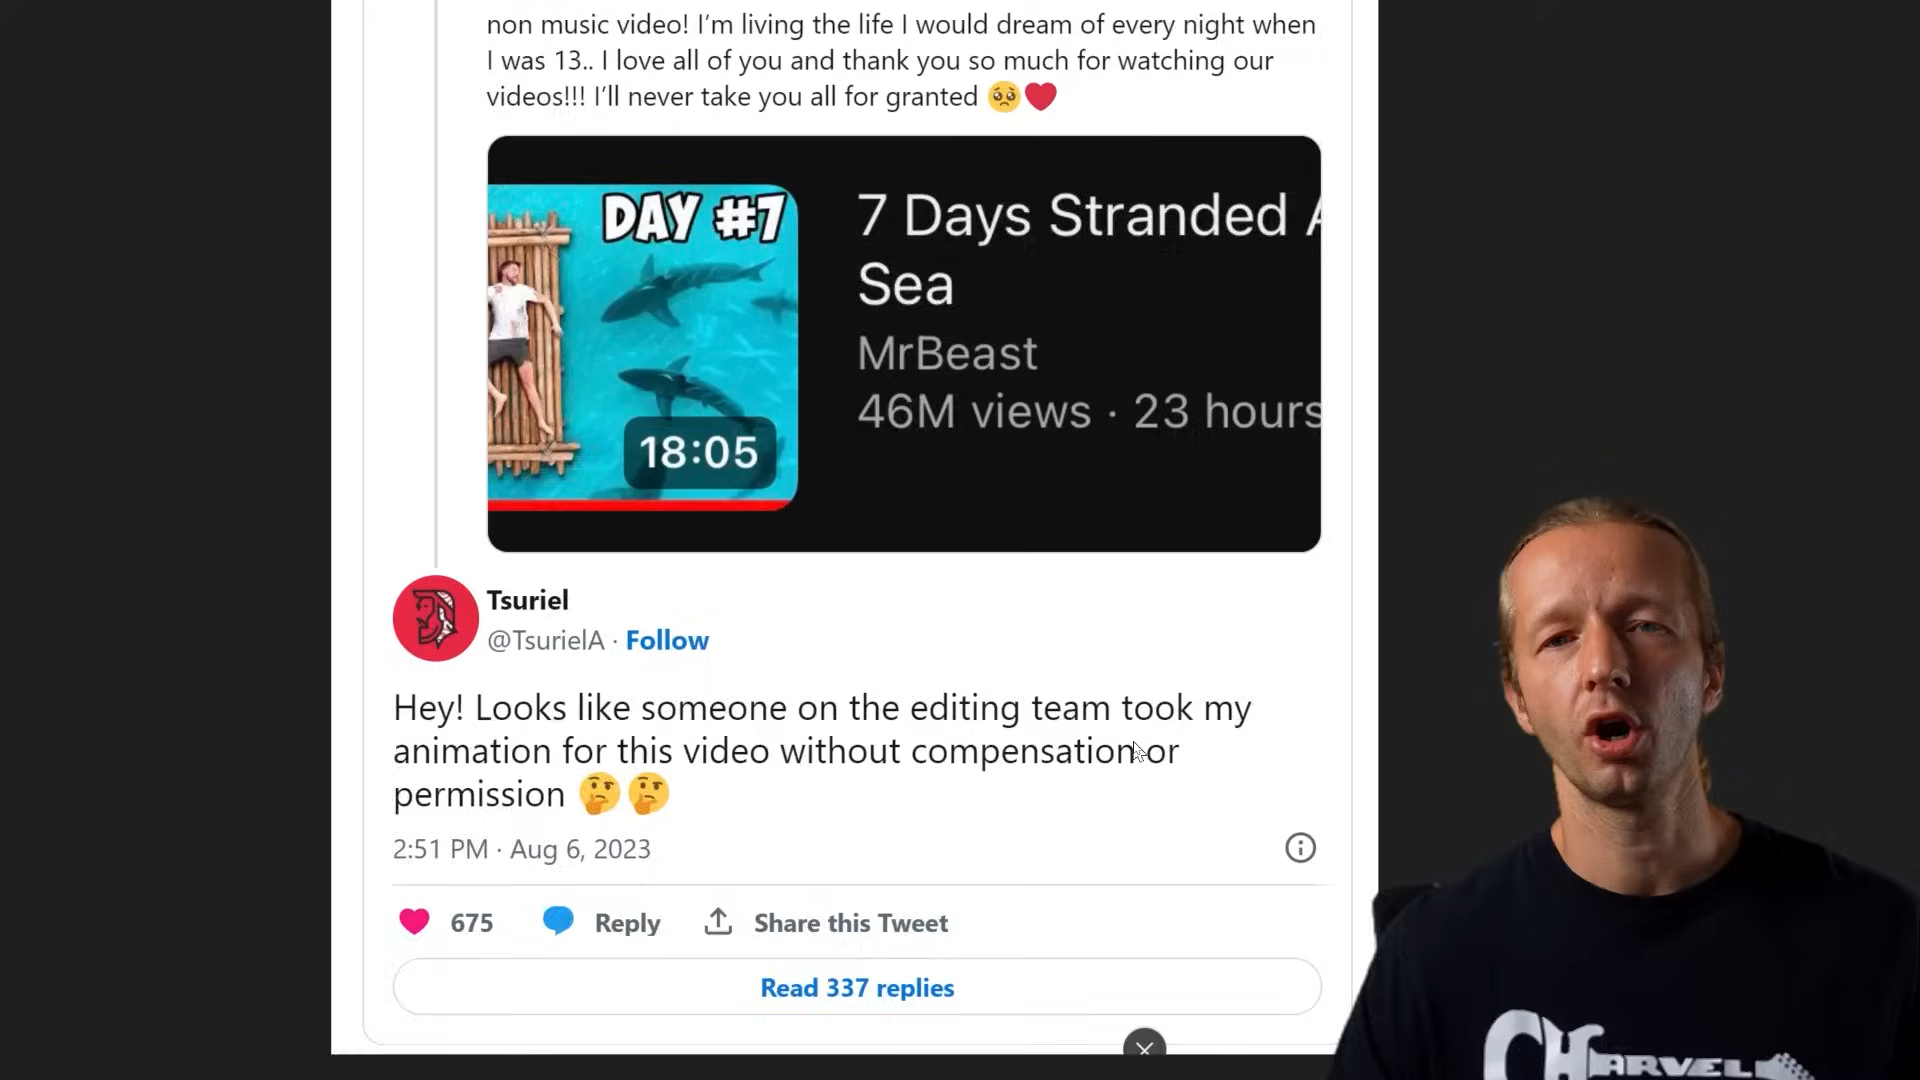 non music video! I’m living the life I would dream of every night when
I was 13.. I love all of you and thank you so much for watching our
videos!!! I’ll never take you all for granted 🥺❤️
DAY #7
18:05
7 Days Stranded A
Sea
MrBeast
46M views · 23 hours
Tsuriel
@TsurielA · Follow
Hey! Looks like someone on the editing team took my
animation for this video without compensation or
permission 🤔🤔
2:51 PM · Aug 6, 2023
675 Reply Share this Tweet
Read 337 replies
CHARVEL